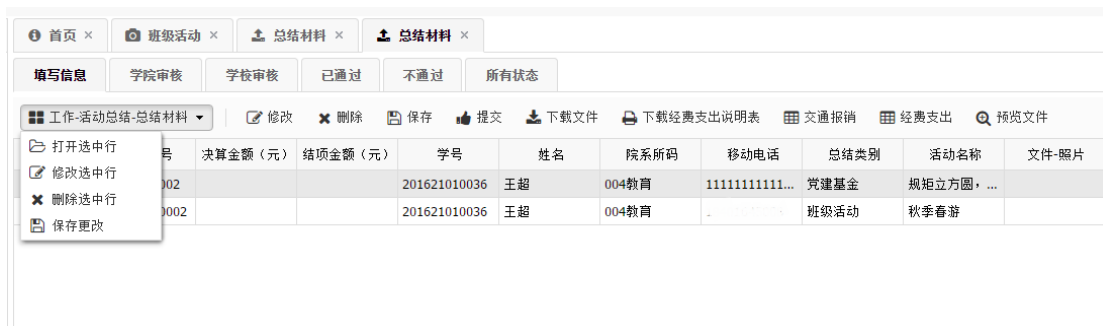 首页 × 班级活动 × 总结材料 × 总结材料 ×
填写信息 学院审核 学校审核 已通过 不通过 所有状态
工作-活动总结-总结材料 修改 删除 保存 提交 下载文件 下载经费支出说明表 交通报销 经费支出 预览文件
号 决算金额（元） 结项金额（元） 学号 姓名 院系所码 移动电话 总结类别 活动名称 文件-照片
002 201621010036 王超 004教育 11111111111... 党建基金 规矩立方圆，...
0002 201621010036 王超 004教育 班级活动 秋季春游
打开选中行
修改选中行
删除选中行
保存更改